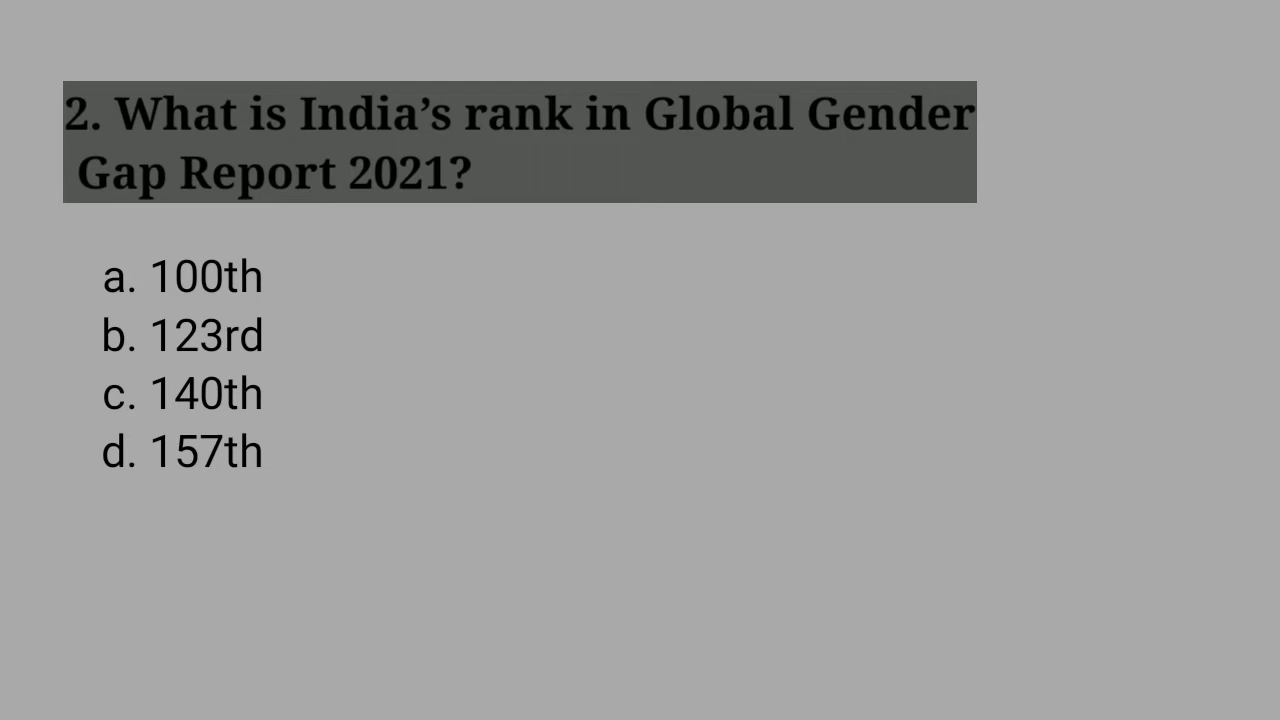 2. What is India’s rank in Global Gender
Gap Report 2021?
a. 100th
b. 123rd
c. 140th
d. 157th